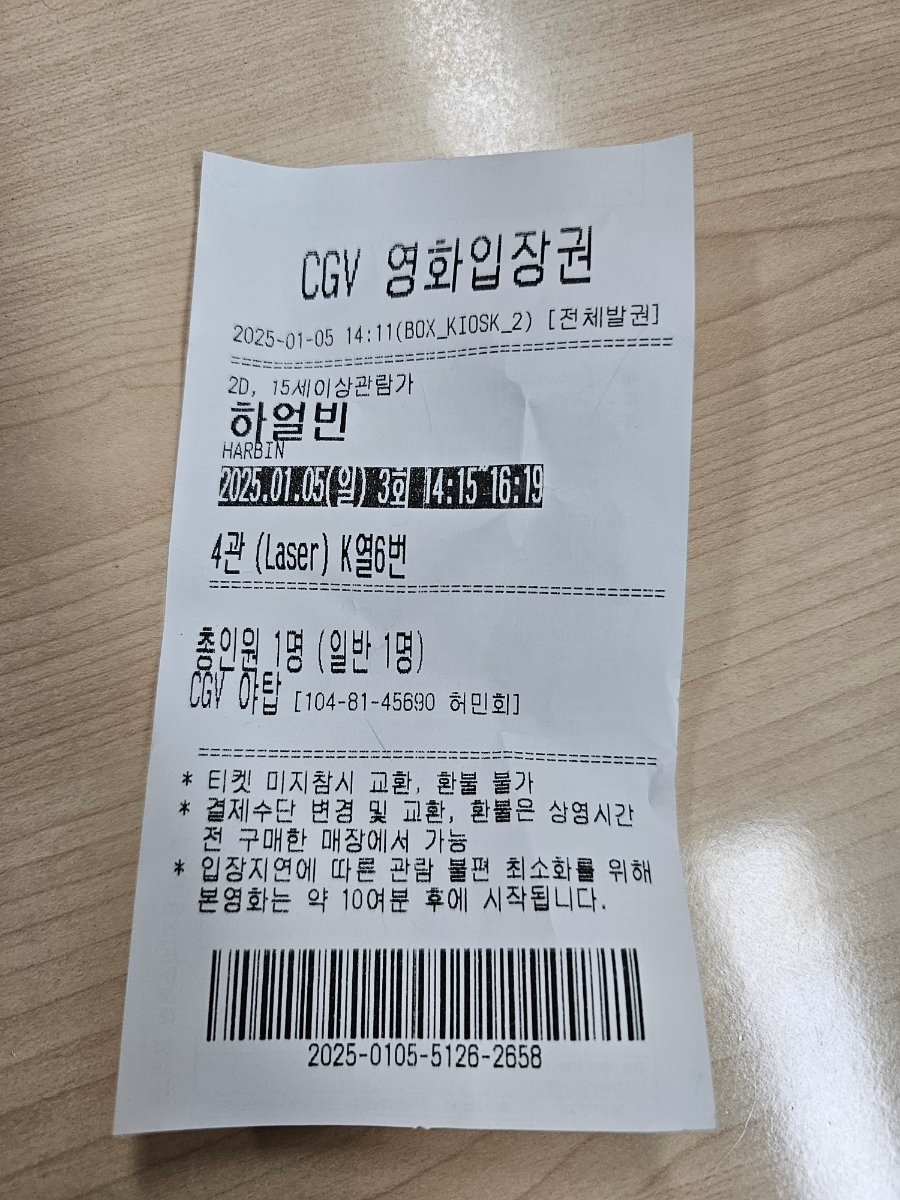 CGV 영화입장권
2025-01-05 14:11(BOX_KIOSK_2) [전체발권]
2D, 15세이상관람가
하얼빈
HARBIN
2025.01.05(일) 3회 14:15~16:19
4관 (Laser) K열6번
총인원 1명 (일반 1명)
CGV 야탑 [104-81-45690 허민회]
* 티켓 미지참시 교환, 환불 불가
* 결제수단 변경 및 교환, 환불은 상영시간
전 구매한 매장에서 가능
* 입장지연에 따른 관람 불편 최소화를 위해
본영화는 약 10여분 후에 시작됩니다.
2025-0105-5126-2658